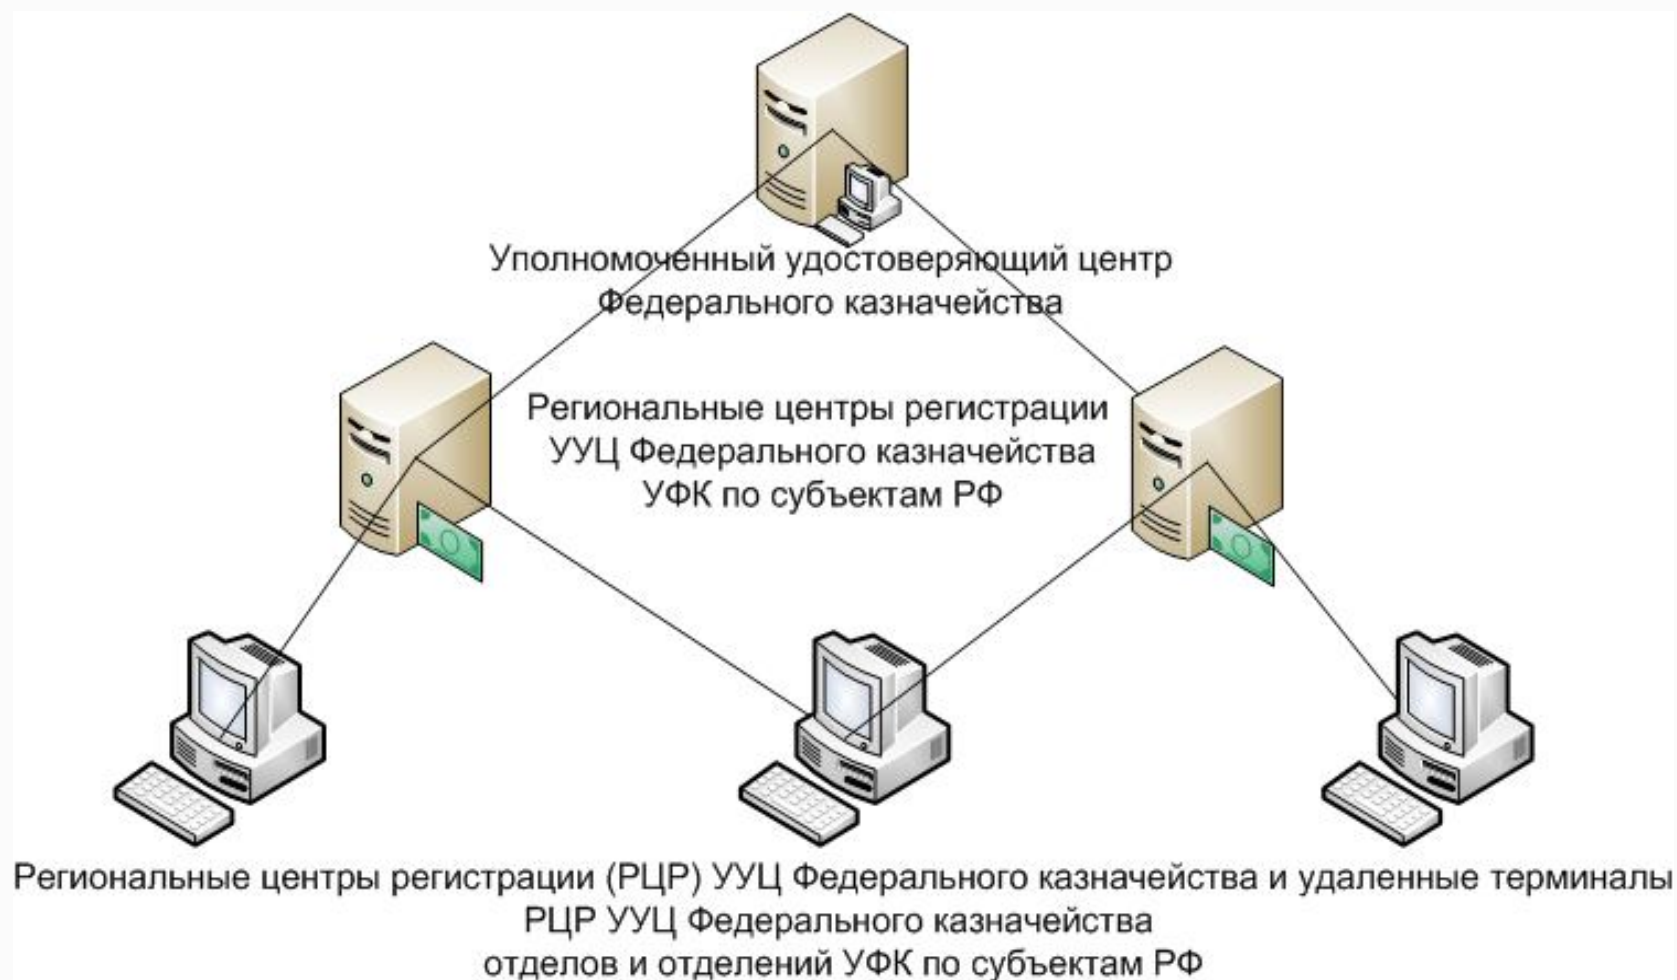 Уполномоченный удостоверяющий центр
Федерального казначейства
Региональные центры регистрации
УУЦ Федерального казначейства
УФК по субъектам РФ
Региональные центры регистрации (РЦР) УУЦ Федерального казначейства и удаленные терминалы
РЦР УУЦ Федерального казначейства
отделов и отделений УФК по субъектам РФ